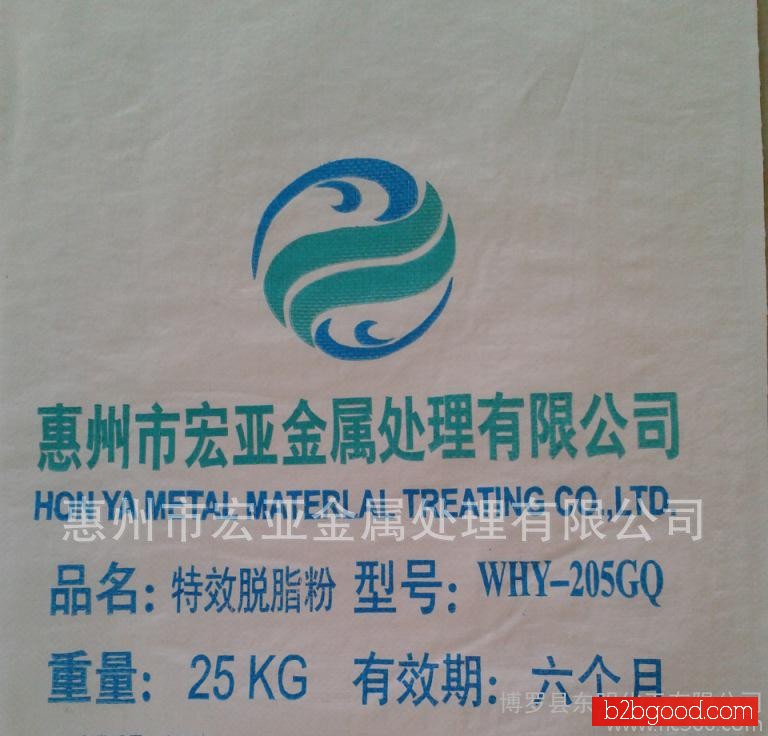 惠州市宏亚金属处理有限公司
HON YA METAL MATERLAL TREATING CO.,LTD.
惠州市宏亚金属处理有限公司
品名：特效脱脂粉 型号：WHY-205GQ
重量：25KG 有效期：六个月
b2bgood.com